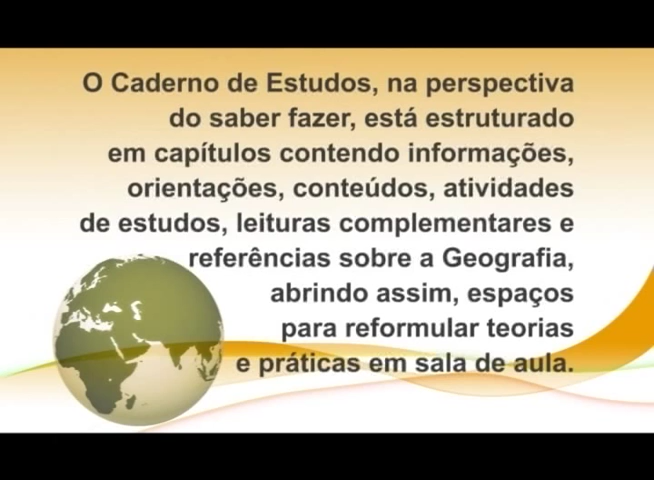 O Caderno de Estudos, na perspectiva
do saber fazer, está estruturado
em capítulos contendo informações,
orientações, conteúdos, atividades
de estudos, leituras complementares e
referências sobre a Geografia,
abrindo assim, espaços
para reformular teorias
e práticas em sala de aula.